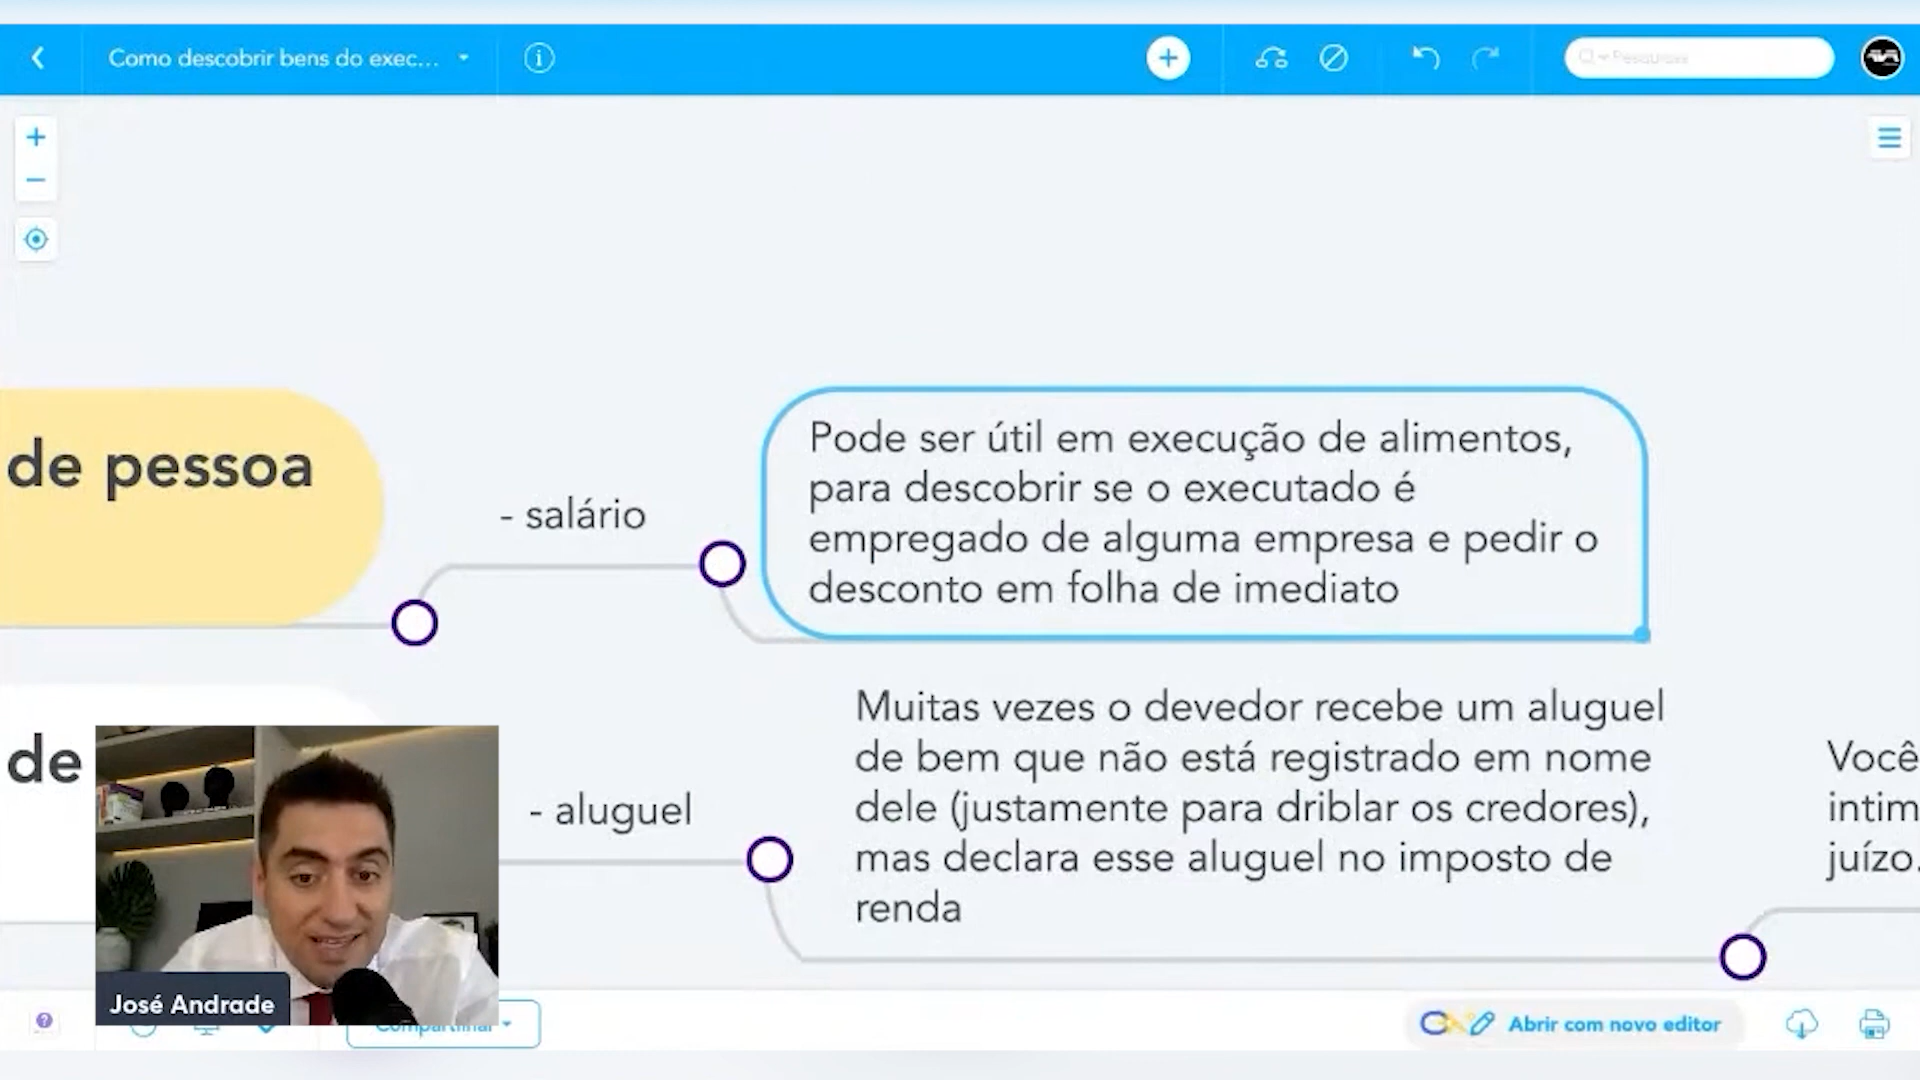 Como descobrir bens do exec...
Pesquisas
de pessoa
- salário
Pode ser útil em execução de alimentos,
para descobrir se o executado é
empregado de alguma empresa e pedir o
desconto em folha de imediato
de
- aluguel
Muitas vezes o devedor recebe um aluguel
de bem que não está registrado em nome
dele (justamente para driblar os credores),
mas declara esse aluguel no imposto de
renda
Você
intim
juízo.
José Andrade
Compartilhar
Abrir com novo editor